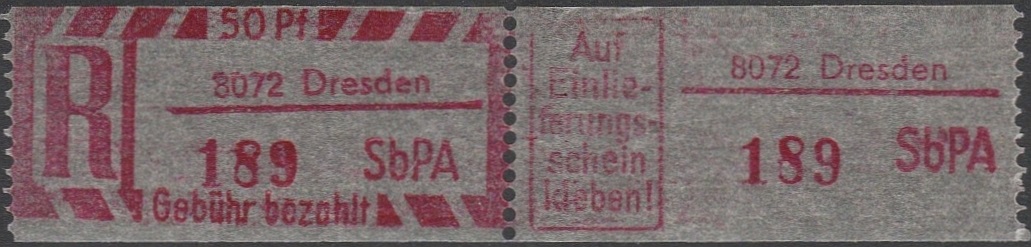 50 Pf
R
8072 Dresden
189 SbPA
Gebühr bezahlt
Auf
Einlie-
ferungs-
schein
kleben!
8072 Dresden
189 SbPA